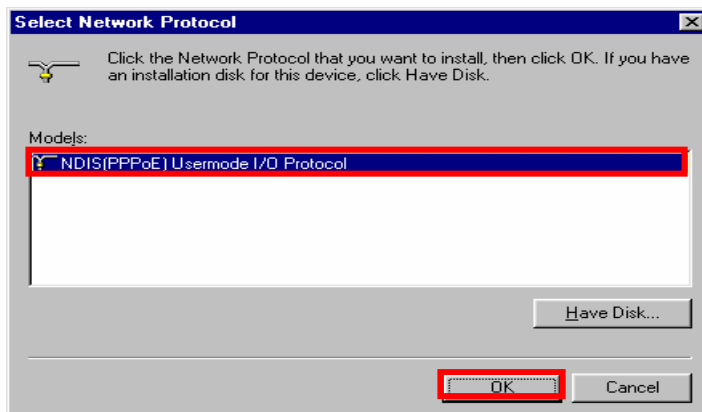 Select Network Protocol
Click the Network Protocol that you want to install, then click OK. If you have
an installation disk for this device, click Have Disk.
Models:
NDIS(PPPoE) Usermode I/O Protocol
Have Disk...
OK
Cancel